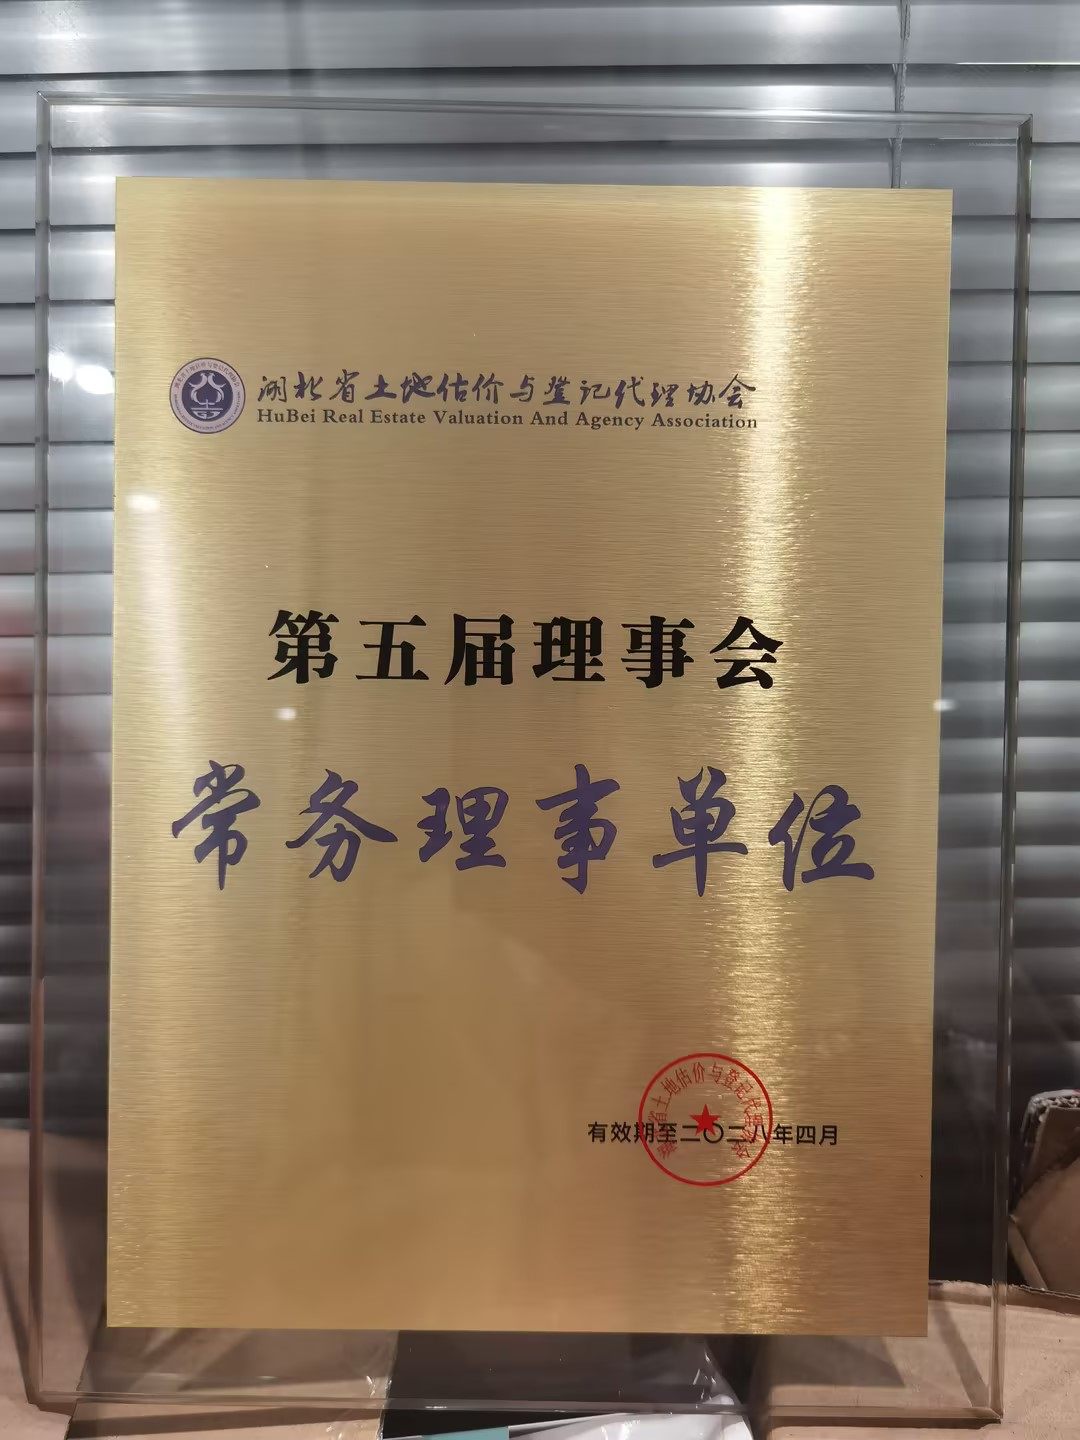 湖北省土地估价与登记代理协会
HuBei Real Estate Valuation And Agency Association
第五届理事会
常务理事单位
有效期至二〇二八年四月